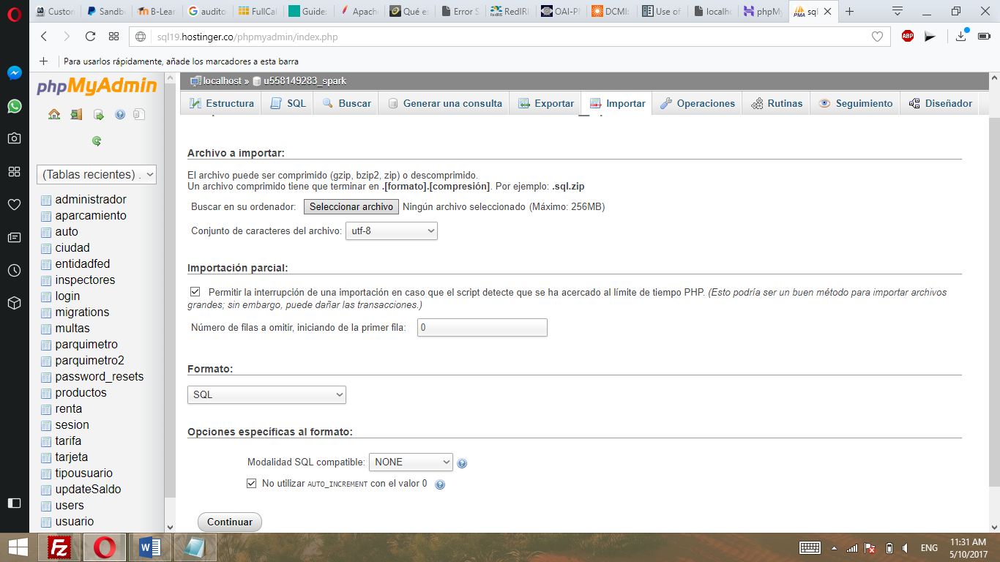 Custon
Sandb
B-Lear
audito
FullCal
Guide:
Apach
Qué es
Error S
RedIRI
OAI-PI
DCMI:
Use of
localho
phpMy
sql
sql19.hostinger.co/phpmyadmin/index.php
ABP
Para usarlos rápidamente, añade los marcadores a esta barra
phpMyAdmin
localhost » u558149283_spark
Estructura
SQL
Buscar
Generar una consulta
Exportar
Importar
Operaciones
Rutinas
Seguimiento
Diseñador
(Tablas recientes) .
administrador
aparcamiento
auto
ciudad
entidadfed
inspectores
login
migrations
multas
parquimetro
parquimetro2
password_resets
productos
renta
sesion
tarifa
tarjeta
tipousuario
updateSaldo
users
usuario
Archivo a importar:
El archivo puede ser comprimido (gzip, bzip2, zip) o descomprimido.
Un archivo comprimido tiene que terminar en .[formato].[compresión]. Por ejemplo: .sql.zip
Buscar en su ordenador: Seleccionar archivo Ningún archivo seleccionado (Máximo: 256MB)
Conjunto de caracteres del archivo: utf-8
Importación parcial:
Permitir la interrupción de una importación en caso que el script detecte que se ha acercado al límite de tiempo PHP. (Esto podría ser un buen método para importar archivos
grandes; sin embargo, puede dañar las transacciones.)
Número de filas a omitir, iniciando de la primer fila: 0
Formato:
SQL
Opciones específicas al formato:
Modalidad SQL compatible: NONE
No utilizar AUTO_INCREMENT con el valor 0
Continuar
ENG
11:31 AM
5/10/2017